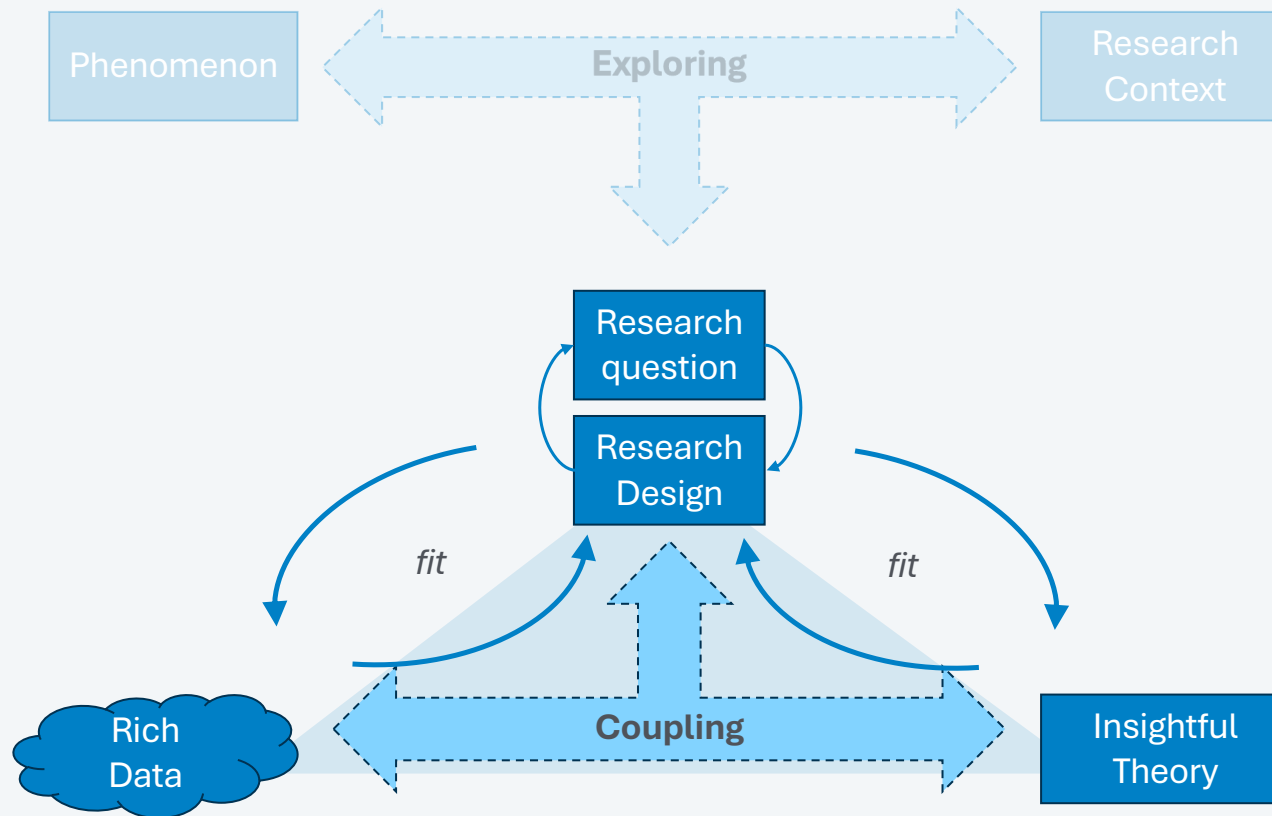 Phenomenon
Exploring
Research
Context
Research
question
Research
Design
fit
fit
Rich
Data
Coupling
Insightful
Theory